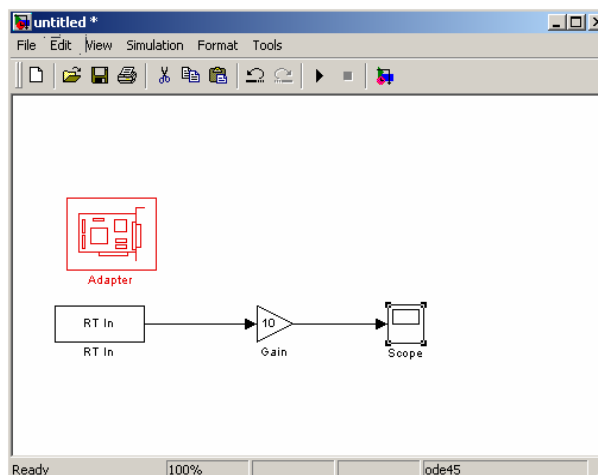 untitled *
File Edit View Simulation Format Tools
Adapter
RT In
RT In
10
Gain
Scope
Ready 100% ode45